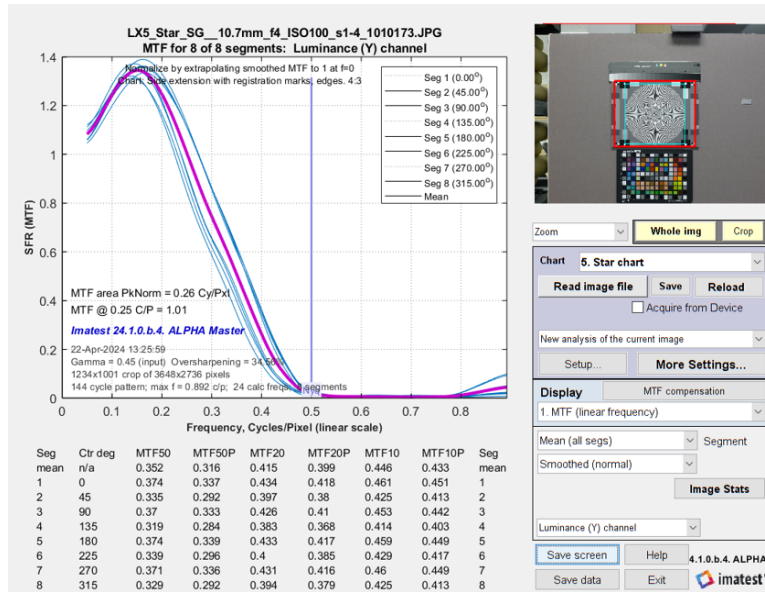 LX5_Star_SG__10.7mm_f4_ISO100_s1-4_1010173.JPG
MTF for 8 of 8 segments: Luminance (Y) channel
Normalize by extrapolating smoothed MTF to 1 at f=0
Chart: Side extension with registration marks, edges. 4:3
Seg 1 (0.00°)
Seg 2 (45.00°)
Seg 3 (90.00°)
Seg 4 (135.00°)
Seg 5 (180.00°)
Seg 6 (225.00°)
Seg 7 (270.00°)
Seg 8 (315.00°)
Mean
SFR (MTF)
1.4
1.2
1
0.8
0.6
0.4
0.2
0
MTF area PkNorm = 0.26 Cy/Pxl
MTF @ 0.25 C/P = 1.01
Imatest 24.1.0.b.4. ALPHA Master
22-Apr-2024 13:25:59
Gamma = 0.45 (input) Oversharpening = 34.56%
1234x1001 crop of 3648x2736 pixels
144 cycle pattern; max f = 0.892 c/p; 24 calc freqs. 8 segments
0 0.1 0.2 0.3 0.4 0.5 0.6 0.7 0.8
Frequency, Cycles/Pixel (linear scale)
Seg Ctr deg MTF50 MTF50P MTF20 MTF20P MTF10 MTF10P Seg
mean n/a 0.352 0.316 0.415 0.399 0.446 0.433 mean
1 0 0.374 0.337 0.434 0.418 0.461 0.451 1
2 45 0.335 0.292 0.397 0.38 0.425 0.413 2
3 90 0.37 0.333 0.426 0.41 0.453 0.442 3
4 135 0.319 0.284 0.383 0.368 0.414 0.403 4
5 180 0.374 0.339 0.433 0.417 0.459 0.449 5
6 225 0.339 0.296 0.4 0.385 0.429 0.417 6
7 270 0.371 0.336 0.431 0.416 0.46 0.449 7
8 315 0.329 0.292 0.394 0.379 0.425 0.413 8
Zoom
Whole img
Crop
Chart
5. Star chart
Read image file
Save
Reload
Acquire from Device
New analysis of the current image
Setup...
More Settings...
Display
MTF compensation
1. MTF (linear frequency)
Mean (all segs)
Segment
Smoothed (normal)
Image Stats
Luminance (Y) channel
Save screen
Help
4.1.0.b.4. ALPHA
Save data
Exit
imatest